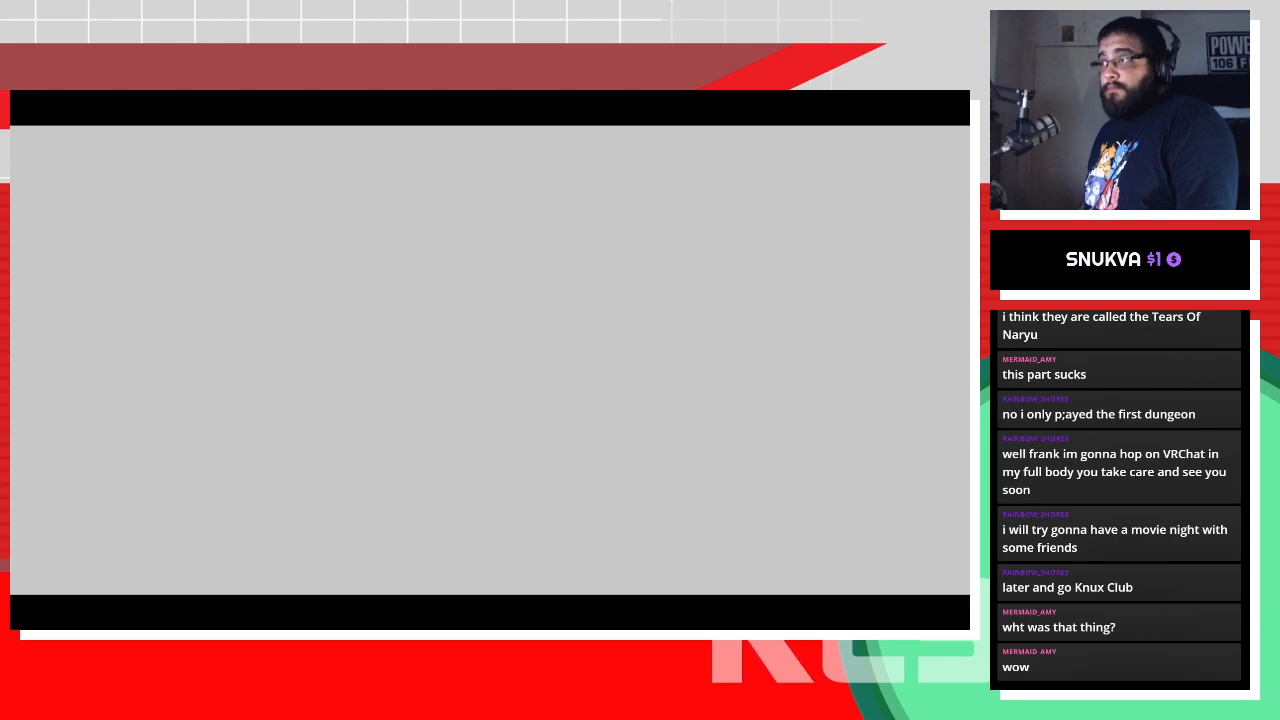 POWER
106 F
SNUKVA $1
i think they are called the Tears Of
Naryu
MERMAID_AMY
this part sucks
RAINBOW_SHORES
no i only p;ayed the first dungeon
RAINBOW_SHORES
well frank im gonna hop on VRChat in
my full body you take care and see you
soon
RAINBOW_SHORES
i will try gonna have a movie night with
some friends
RAINBOW_SHORES
later and go Knux Club
MERMAID_AMY
wht was that thing?
MERMAID_AMY
wow